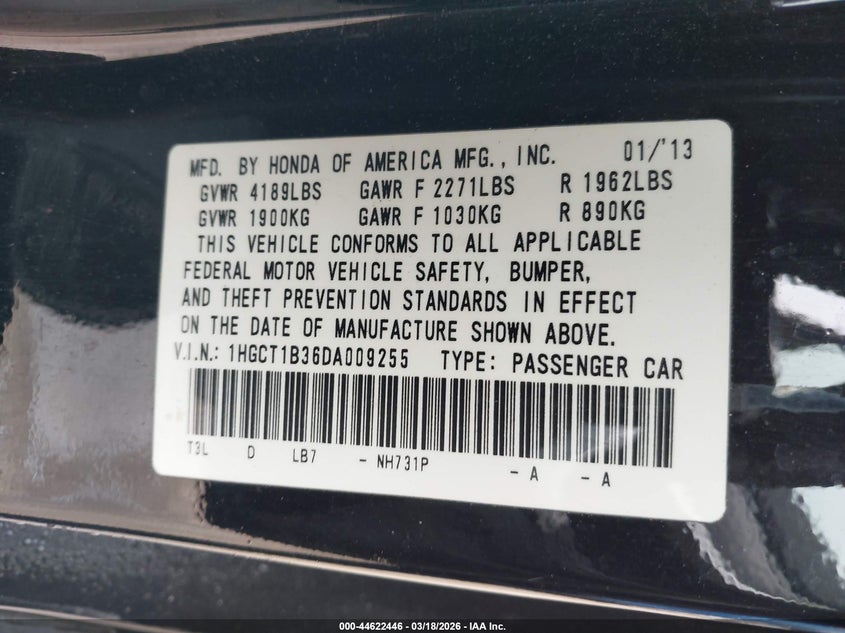 MFD. BY HONDA OF AMERICA MFG., INC. 01/'13
GVWR 4189LBS GAWR F 2271LBS R 1962LBS
GVWR 1900KG GAWR F 1030KG R 890KG
THIS VEHICLE CONFORMS TO ALL APPLICABLE
FEDERAL MOTOR VEHICLE SAFETY, BUMPER,
AND THEFT PREVENTION STANDARDS IN EFFECT
ON THE DATE OF MANUFACTURE SHOWN ABOVE.
V.I.N.: 1HGCT1B36DA009255 TYPE: PASSENGER CAR
T3L D LB7 - NH731P - A - A
000-44622446 - 03/18/2026 - IAA Inc.